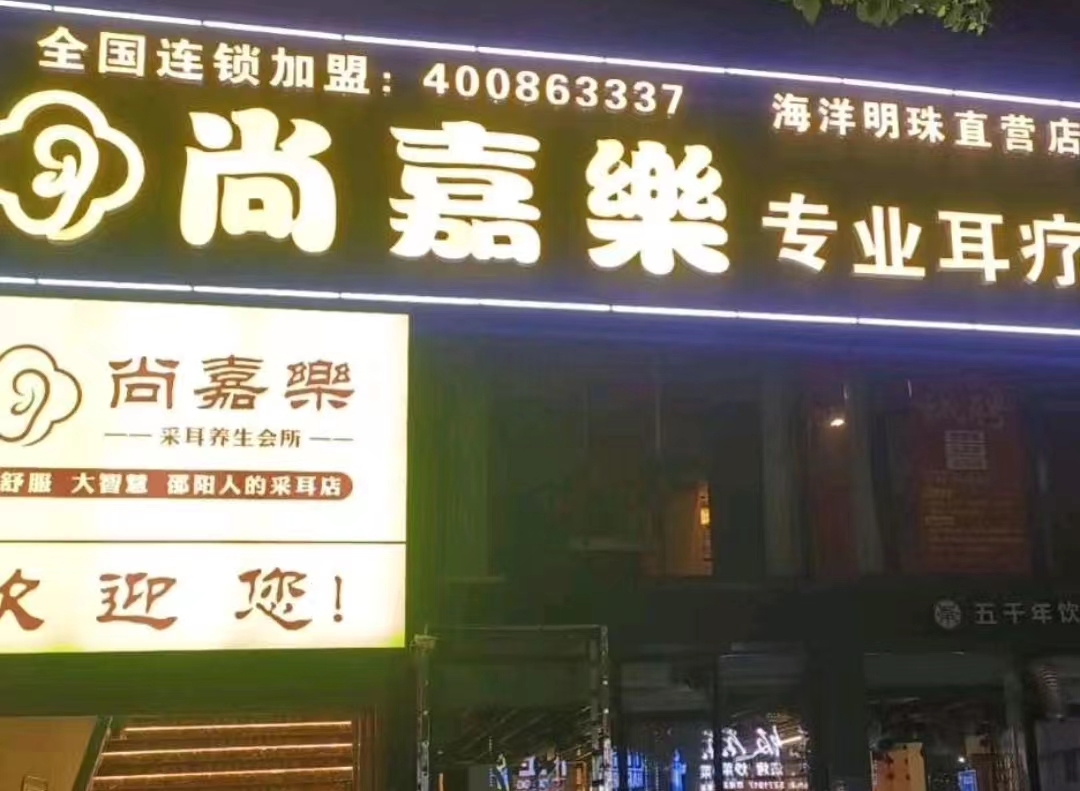 全国连锁加盟：400863337
海洋明珠直营店
尚嘉樂 专业耳疗
尚嘉樂
采耳养生会所
舒服 大智慧 邵阳人的采耳店
欢迎您！
五千年饮